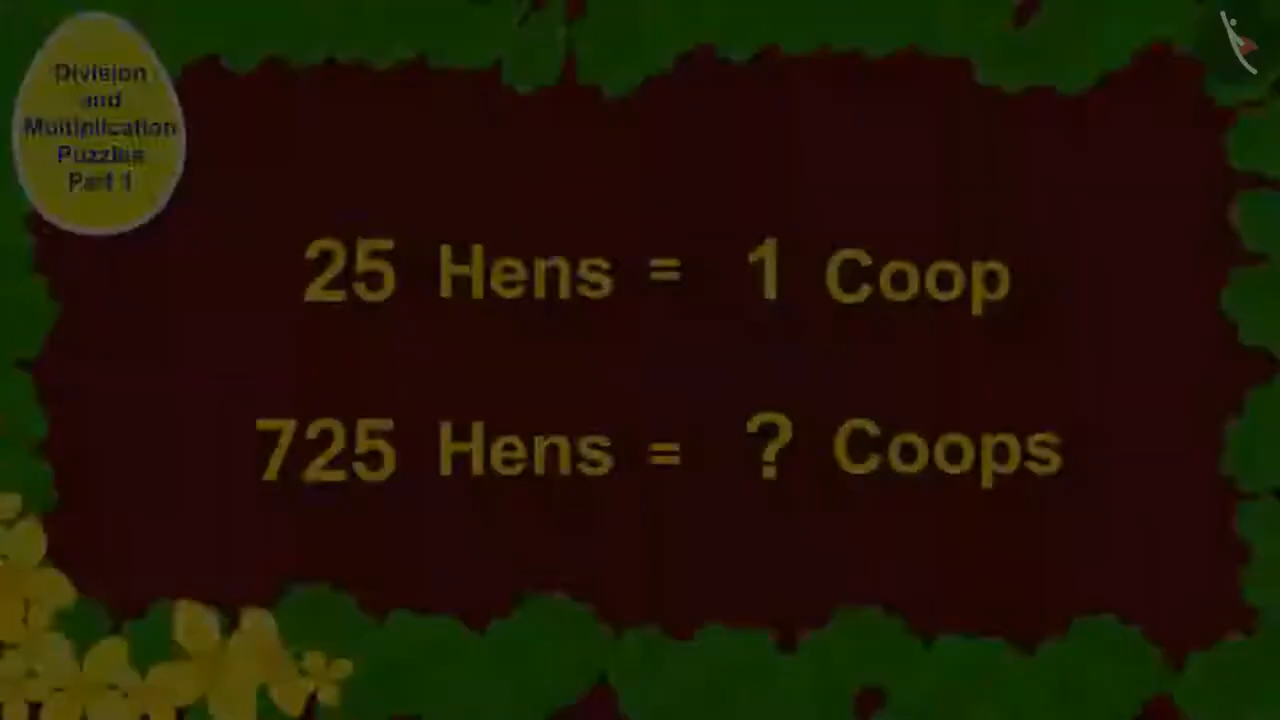 Division
and
Multiplication
Puzzles
Part 1
25 Hens = 1 Coop
725 Hens = ? Coops